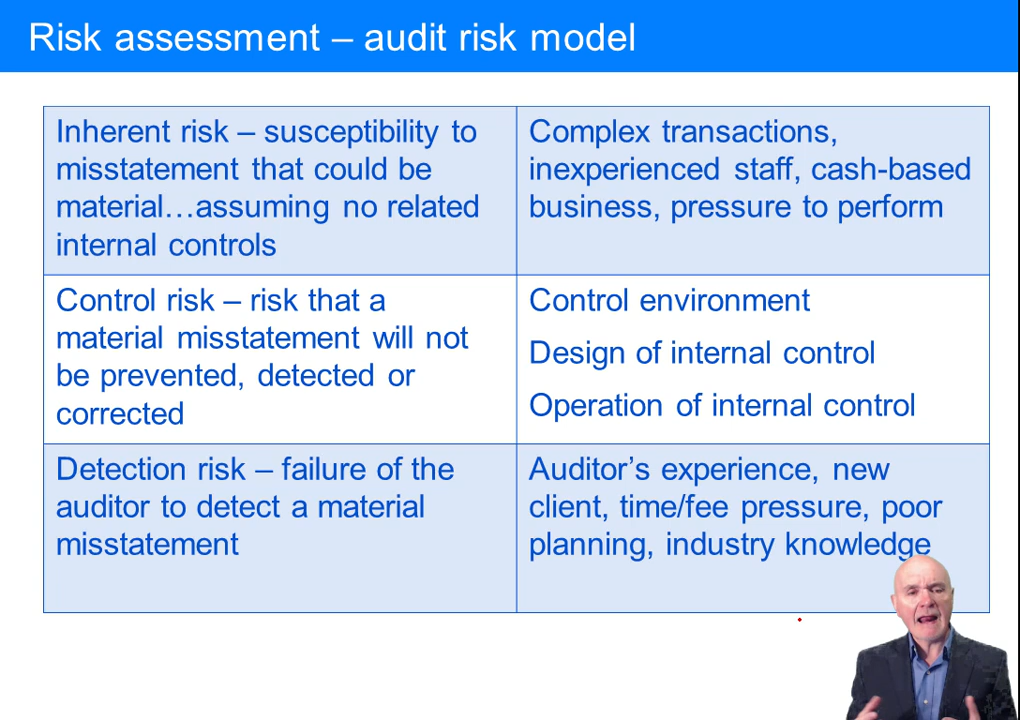 Risk assessment – audit risk model
Inherent risk – susceptibility to
misstatement that could be
material…assuming no related
internal controls
Complex transactions,
inexperienced staff, cash-based
business, pressure to perform
Control risk – risk that a
material misstatement will not
be prevented, detected or
corrected
Control environment
Design of internal control
Operation of internal control
Detection risk – failure of the
auditor to detect a material
misstatement
Auditor’s experience, new
client, time/fee pressure, poor
planning, industry knowledge